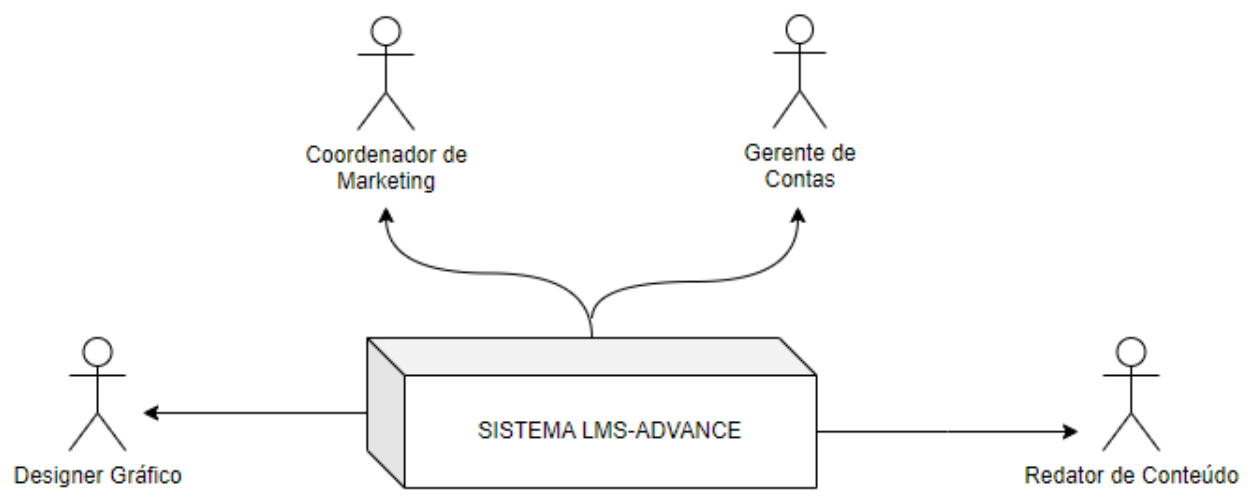 Coordenador de
Marketing
Gerente de
Contas
SISTEMA LMS-ADVANCE
Designer Gráfico
Redator de Conteúdo